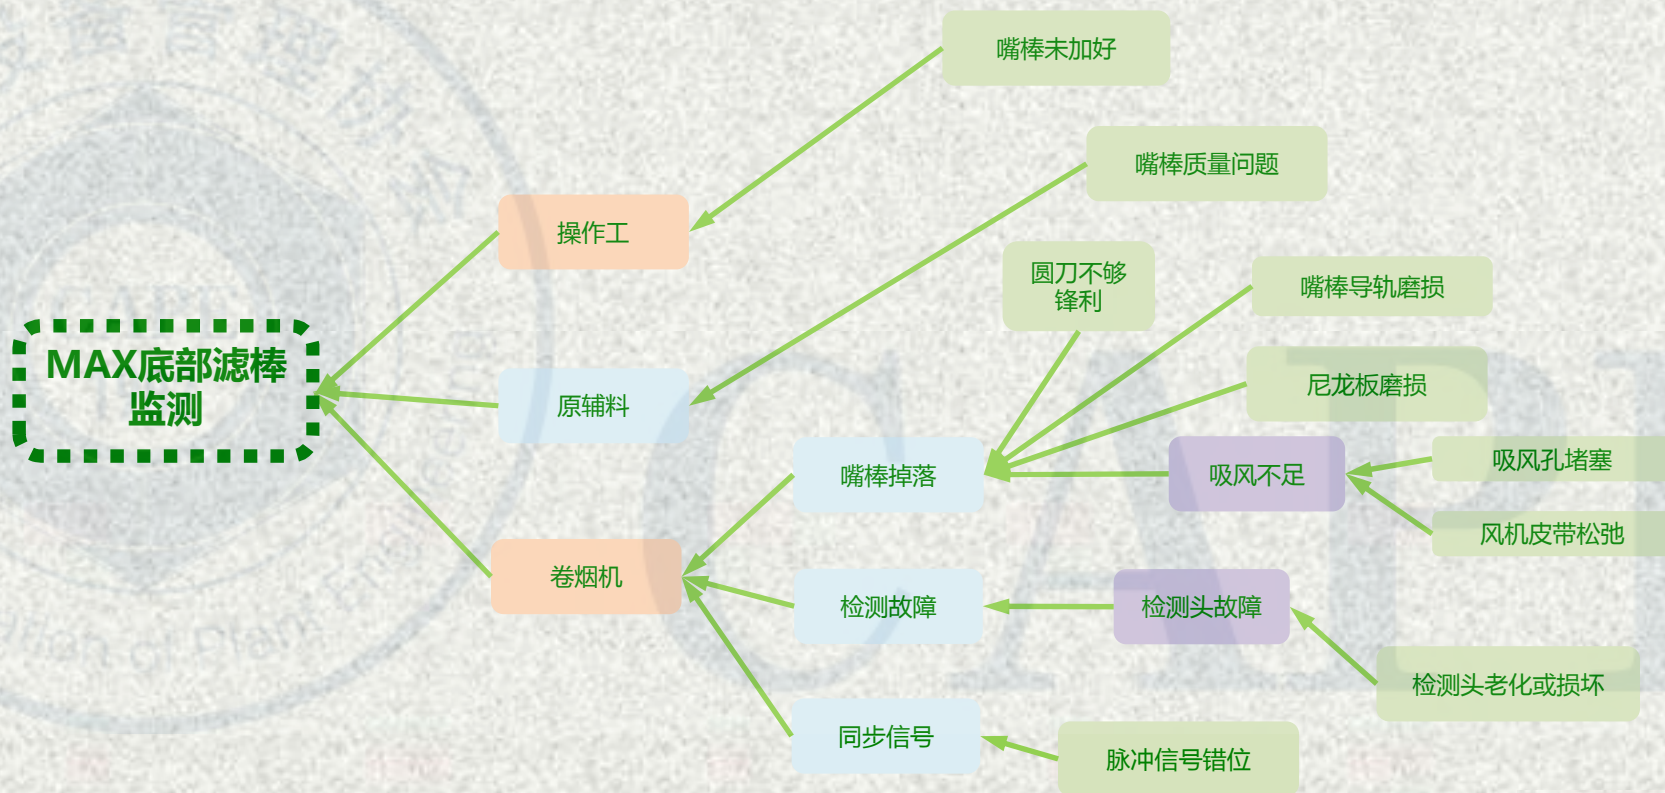 嘴棒未加好
嘴棒质量问题
操作工
圆刀不够
锋利
嘴棒导轨磨损
MAX底部滤棒
监测
尼龙板磨损
原辅料
嘴棒掉落
吸风不足
吸风孔堵塞
风机皮带松弛
卷烟机
检测故障
检测头故障
检测头老化或损坏
同步信号
脉冲信号错位